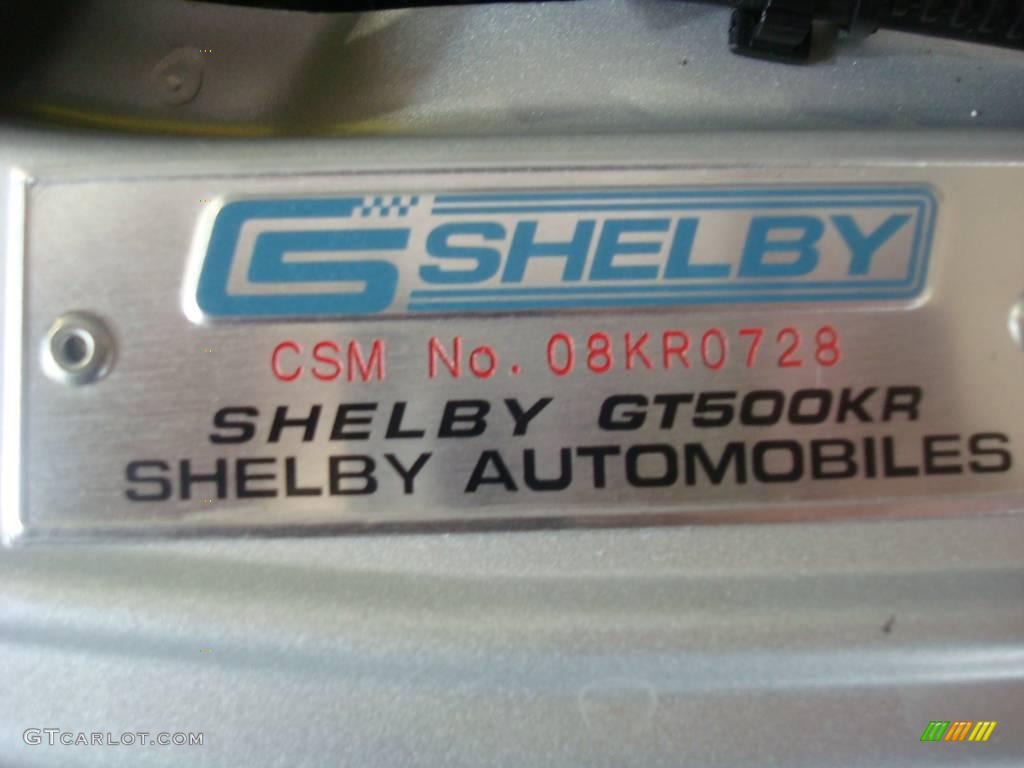 SHELBY
CSM No. 08KR0728
SHELBY GT500KR
SHELBY AUTOMOBILES
GTCARLOT.COM